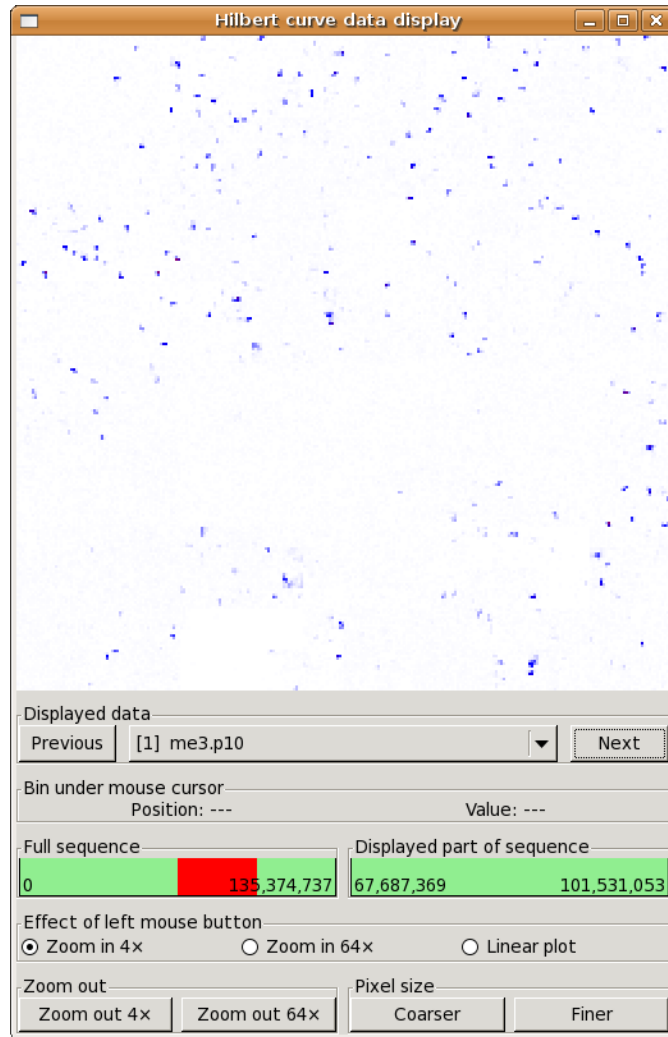 Hilbert curve data display
Displayed data
Previous [1] me3.p10 Next
Bin under mouse cursor
Position: --- Value: ---
Full sequence Displayed part of sequence
0 135,374,737 67,687,369 101,531,053
Effect of left mouse button
Zoom in 4× Zoom in 64× Linear plot
Zoom out Pixel size
Zoom out 4× Zoom out 64× Coarser Finer